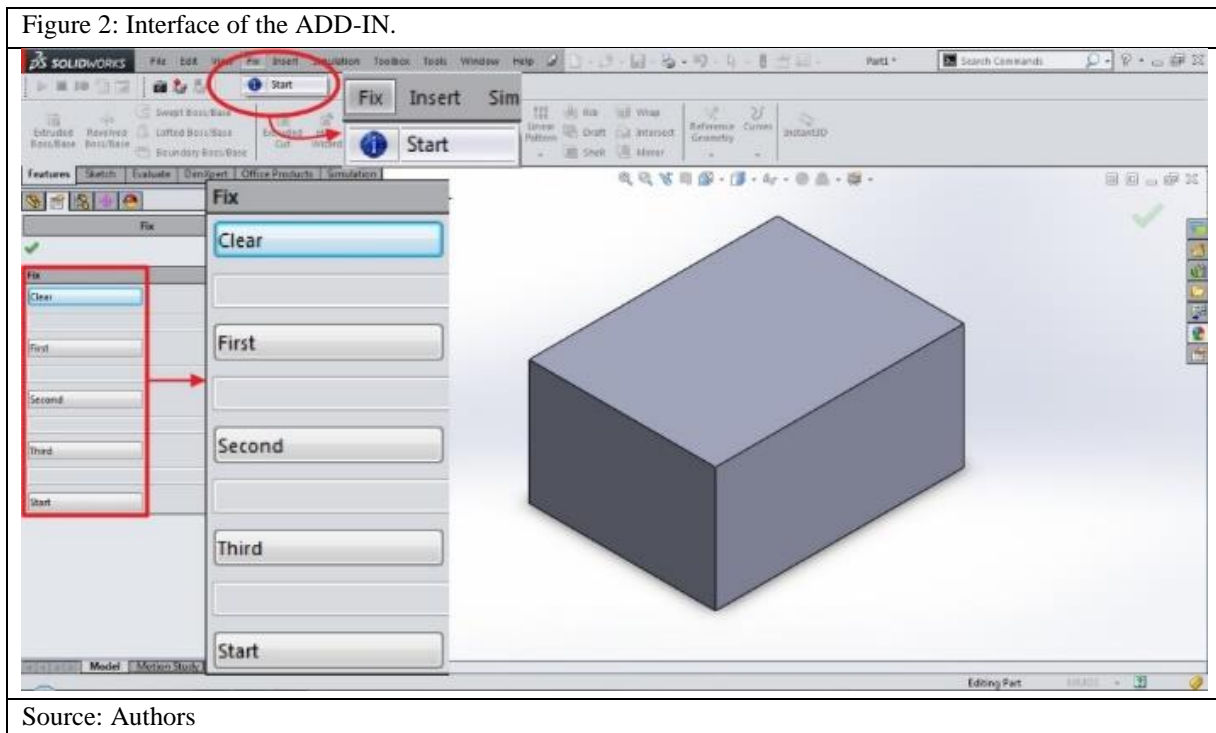 Figure 2: Interface of the ADD-IN.
SOLIDWORKS File Edit View Fix Insert Simulation Toolbox Tools Window Help Part1 * Search Commands
Start
Fix Insert Sim
Start
Extruded Boss/Base Revolved Boss/Base Swept Boss/Base Lofted Boss/Base Boundary Boss/Base Extruded Cut Linear Pattern Rib Draft Shell Wrap Intersect Mirror Reference Geometry Curves Instant3D
Features Sketch Evaluate DimXpert Office Products Simulation
Fix
Fix
Clear
First
Second
Third
Start
Fix
Clear
First
Second
Third
Start
Model Motion Study
Editing Part
Source: Authors